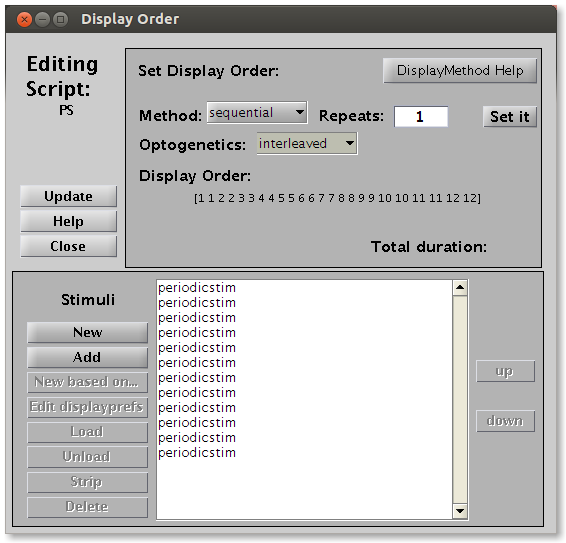 Display Order
Editing
Script:
PS
Set Display Order:
DisplayMethod Help
Method: sequential Repeats: 1 Set it
Optogenetics: interleaved
Display Order:
[1 1 2 2 3 3 4 4 5 5 6 6 7 7 8 8 9 9 10 10 11 11 12 12]
Total duration:
Update
Help
Close
Stimuli
New
Add
New based on...
Edit displayprefs
Load
Unload
Strip
Delete
periodicstim
periodicstim
periodicstim
periodicstim
periodicstim
periodicstim
periodicstim
periodicstim
periodicstim
periodicstim
periodicstim
periodicstim
up
down